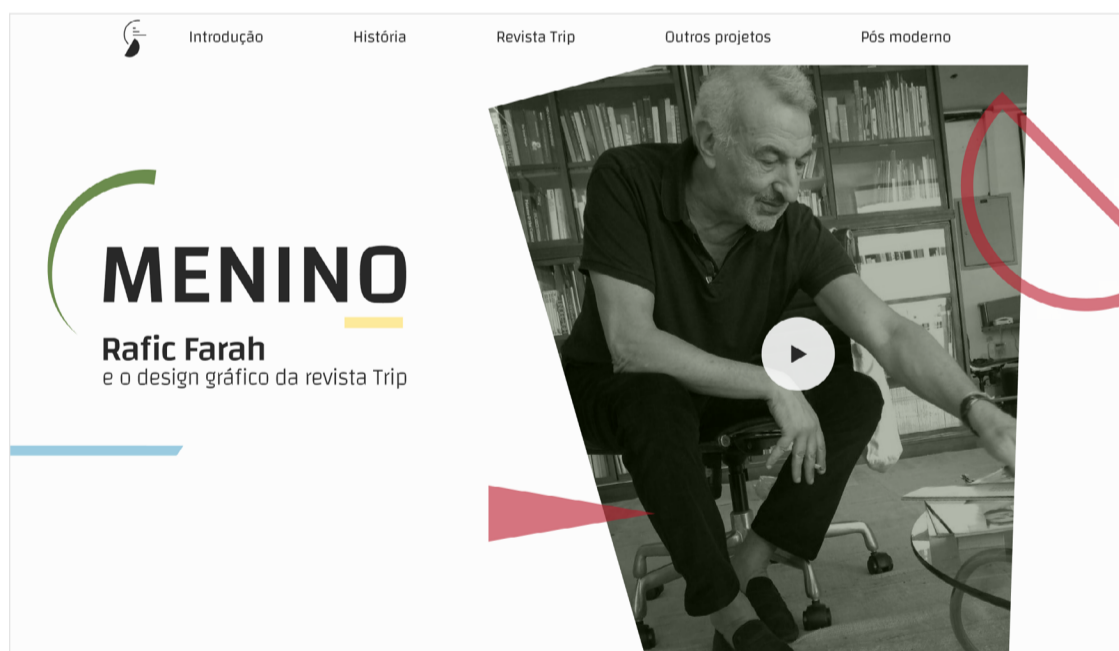 Introdução
História
Revista Trip
Outros projetos
Pós moderno
MENINO
Rafic Farah
e o design gráfico da revista Trip